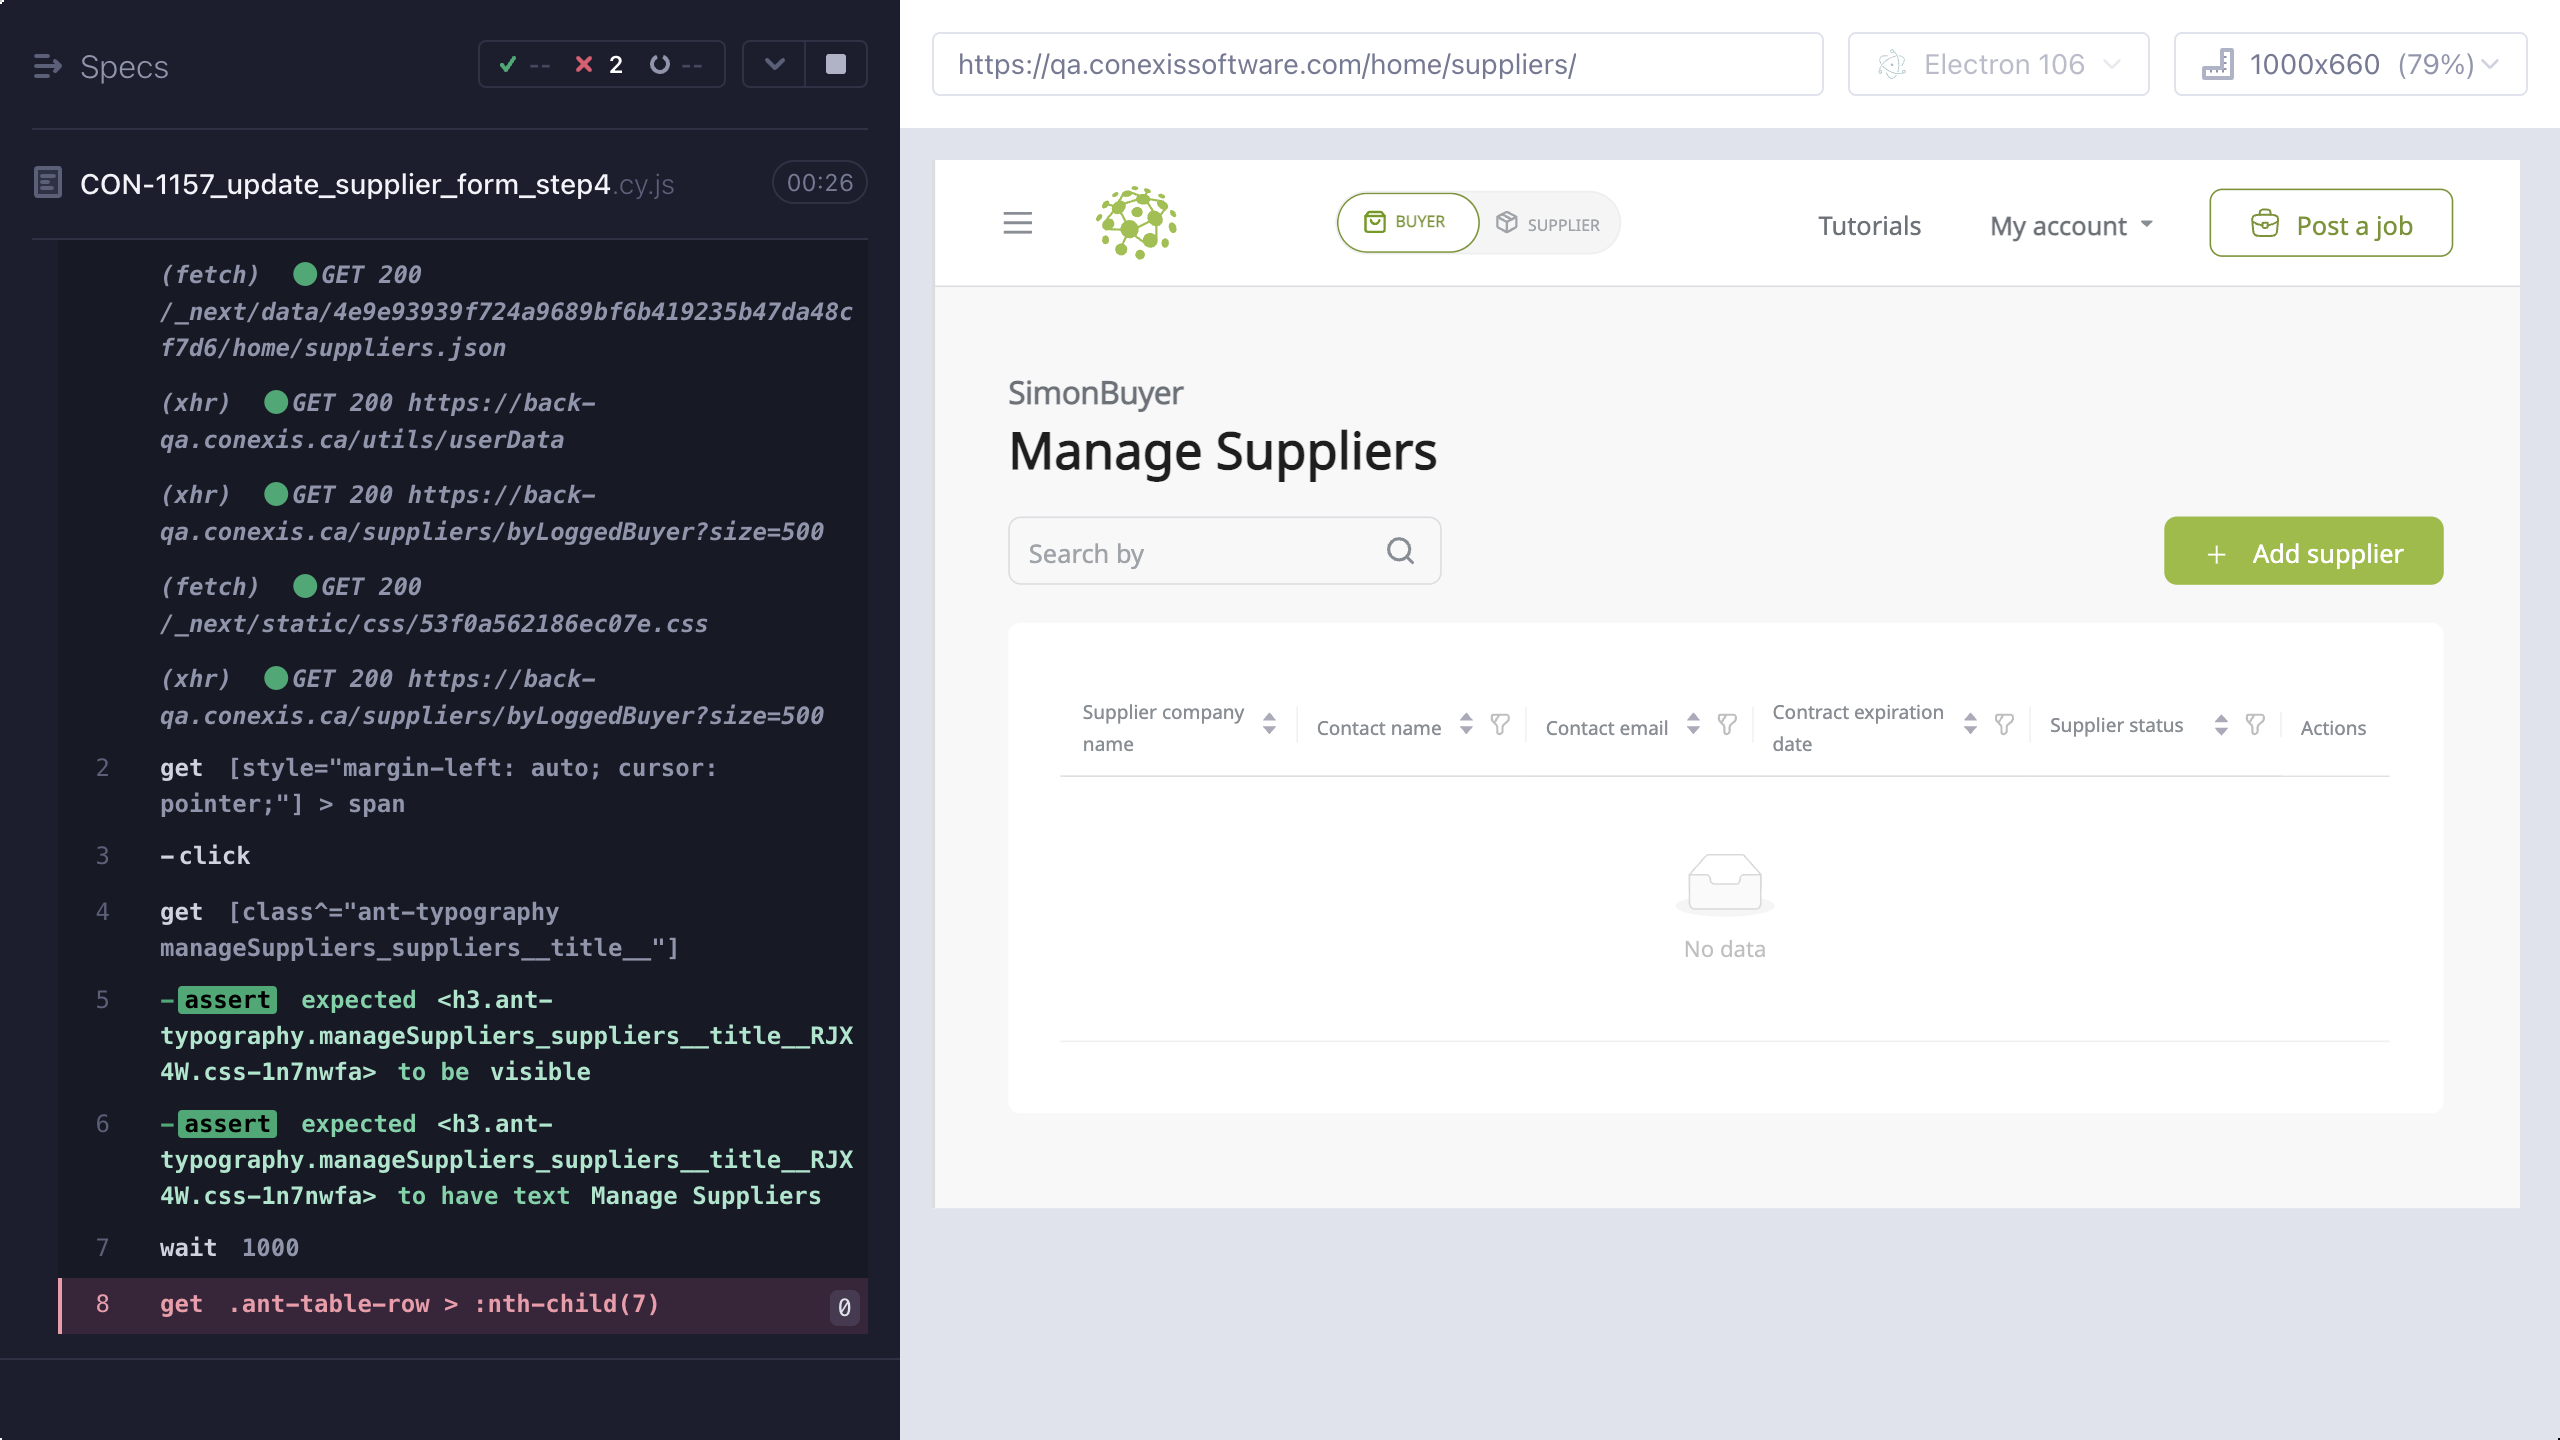 Specs
-- 2 --
CON-1157_update_supplier_form_step4.cy.js 00:26
(fetch) GET 200
/_next/data/4e9e93939f724a9689bf6b419235b47da48c
f7d6/home/suppliers.json
(xhr) GET 200 https://back-
qa.conexis.ca/utils/userData
(xhr) GET 200 https://back-
qa.conexis.ca/suppliers/byLoggedBuyer?size=500
(fetch) GET 200
/_next/static/css/53f0a562186ec07e.css
(xhr) GET 200 https://back-
qa.conexis.ca/suppliers/byLoggedBuyer?size=500
2 get [style="margin-left: auto; cursor:
pointer;"] > span
3 -click
4 get [class^="ant-typography
manageSuppliers_suppliers__title__"]
5 -assert expected <h3.ant-
typography.manageSuppliers_suppliers__title__RJX
4W.css-1n7nwfa> to be visible
6 -assert expected <h3.ant-
typography.manageSuppliers_suppliers__title__RJX
4W.css-1n7nwfa> to have text Manage Suppliers
7 wait 1000
8 get .ant-table-row > :nth-child(7) 0
https://qa.conexissoftware.com/home/suppliers/
Electron 106
1000x660 (79%)
BUYER
SUPPLIER
Tutorials
My account
Post a job
SimonBuyer
Manage Suppliers
Search by
+ Add supplier
Supplier company
name
Contact name
Contact email
Contract expiration
date
Supplier status
Actions
No data